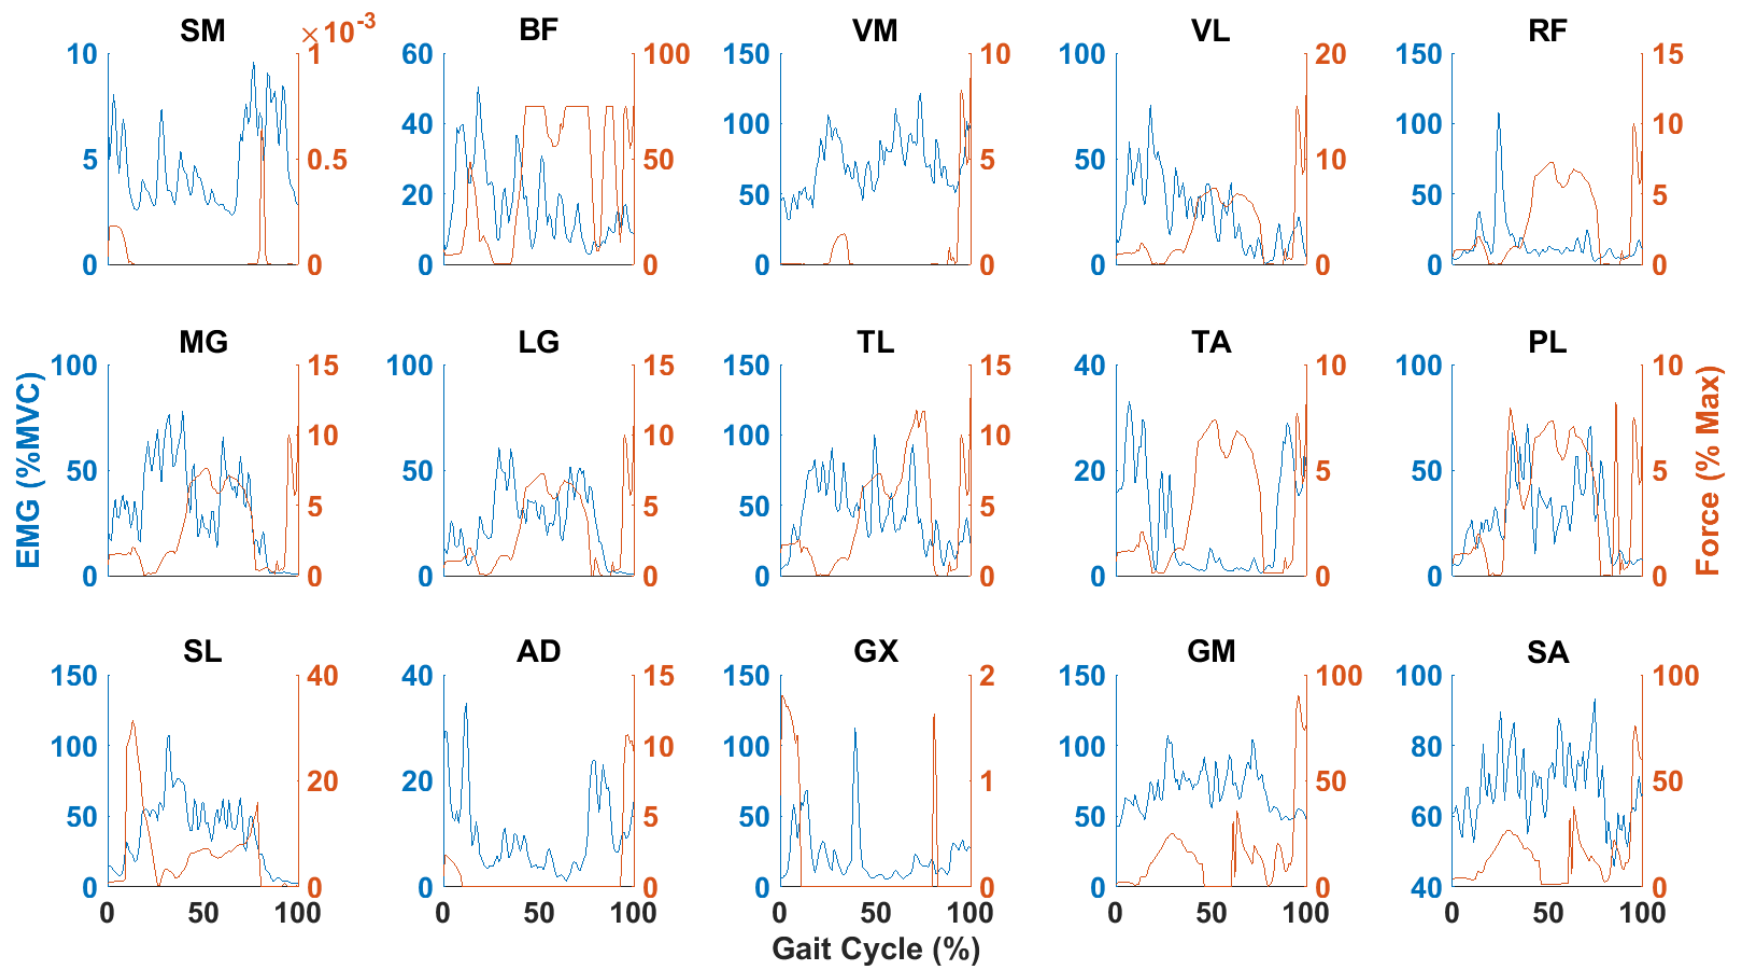 SM BF VM VL RF
×10⁻³
10 1 60 100 150 10 100 20 150 15
5 0.5 40 20 50 100 50 5 50 10 100 50 10 5
0 0 0 0 0 0 0 0 0 0
MG LG TL TA PL
100 15 100 15 150 15 40 10 100 10
50 10 5 50 10 5 100 50 10 5 20 5 50 5
0 0 0 0 0 0 0 0 0 0
EMG (%MVC)
Force (% Max)
SL AD GX GM SA
150 40 40 15 150 2 150 100 100 100
100 50 20 30 20 10 10 5 100 50 1 100 50 50 80 60 50
0 0 0 0 0 0 0 0 40 0
0 50 100 0 50 100 0 50 100 0 50 100 0 50 100
Gait Cycle (%)